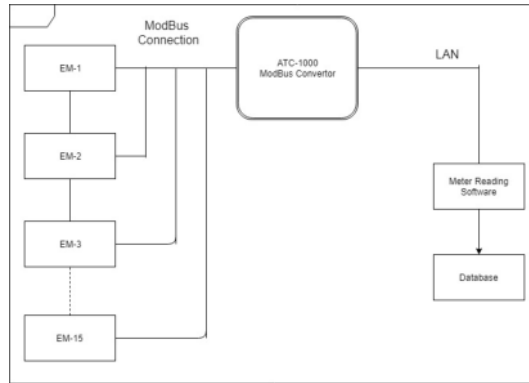 ModBus
Connection
EM-1
ATC-1000
ModBus Convertor
LAN
EM-2
Meter Reading
Software
EM-3
Database
EM-15